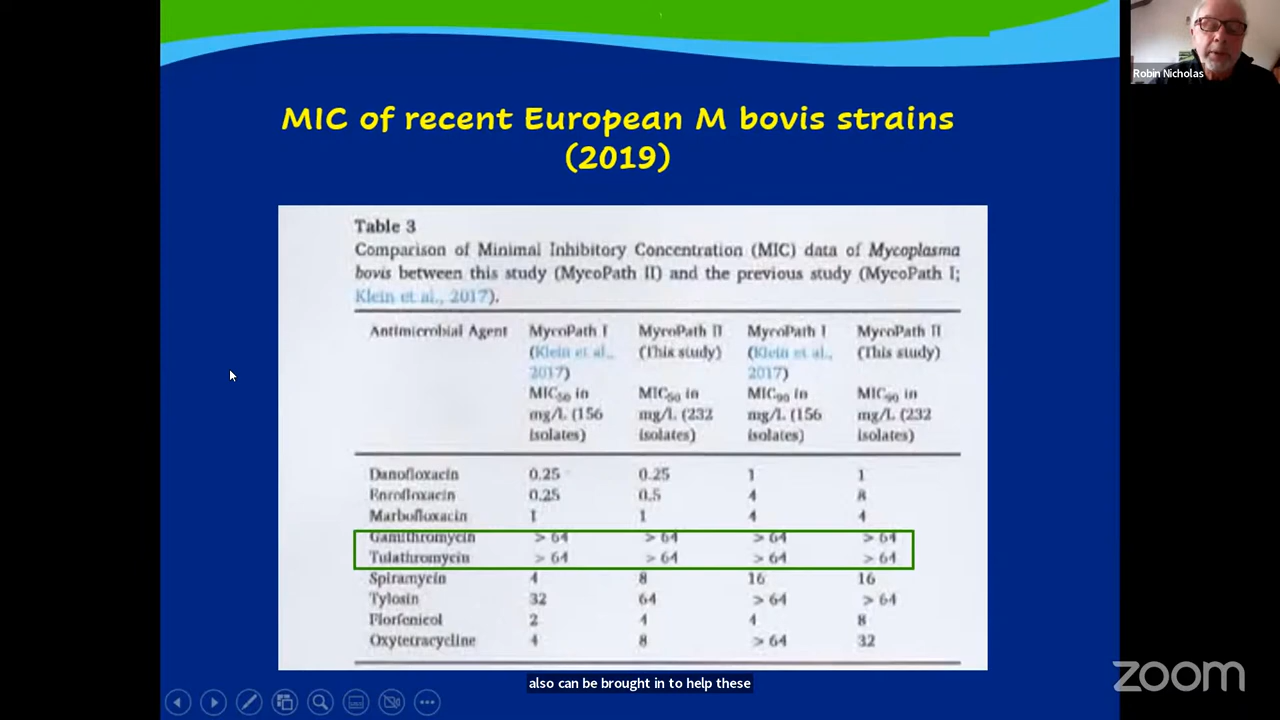 MIC of recent European M bovis strains
(2019)
Table 3
Comparison of Minimal Inhibitory Concentration (MIC) data of Mycoplasma
bovis between this study (MycoPath II) and the previous study (MycoPath I;
Klein et al., 2017).
Antimicrobial Agent MycoPath I MycoPath II MycoPath I MycoPath II
(Klein et al., (This study) (Klein et al., (This study)
2017) 2017)
MIC50 in MIC50 in MIC90 in MIC90 in
mg/L (156 mg/L (232 mg/L (156 mg/L (232
isolates) isolates) isolates) isolates)
Danofloxacin 0.25 0.25 1 1
Enrofloxacin 0.25 0.5 4 8
Marbofloxacin 1 1 4 4
Gamithromycin > 64 > 64 > 64 > 64
Tulathromycin > 64 > 64 > 64 > 64
Spiramycin 4 8 16 16
Tylosin 32 64 > 64 > 64
Florfenicol 2 4 4 8
Oxytetracycline 4 8 > 64 32
also can be brought in to help these
Robin Nicholas
zoom